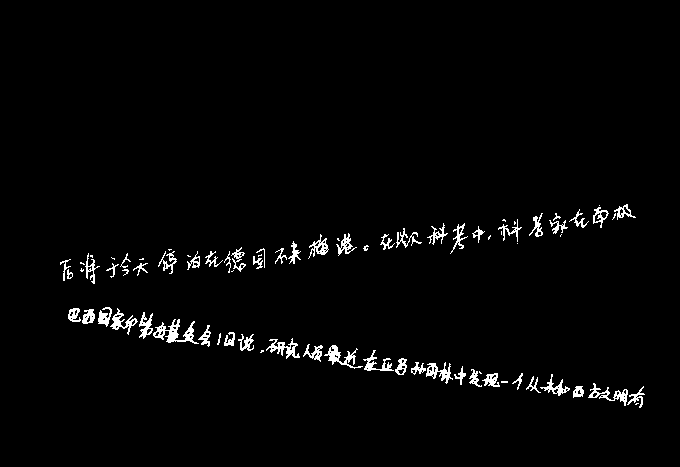 后将于今天停泊在德国不来梅港。在此次科考中，科考家在南极
巴西国家印第安基金会1日说，研究人员最近在亚马孙雨林中发现一个从未和西方文明有